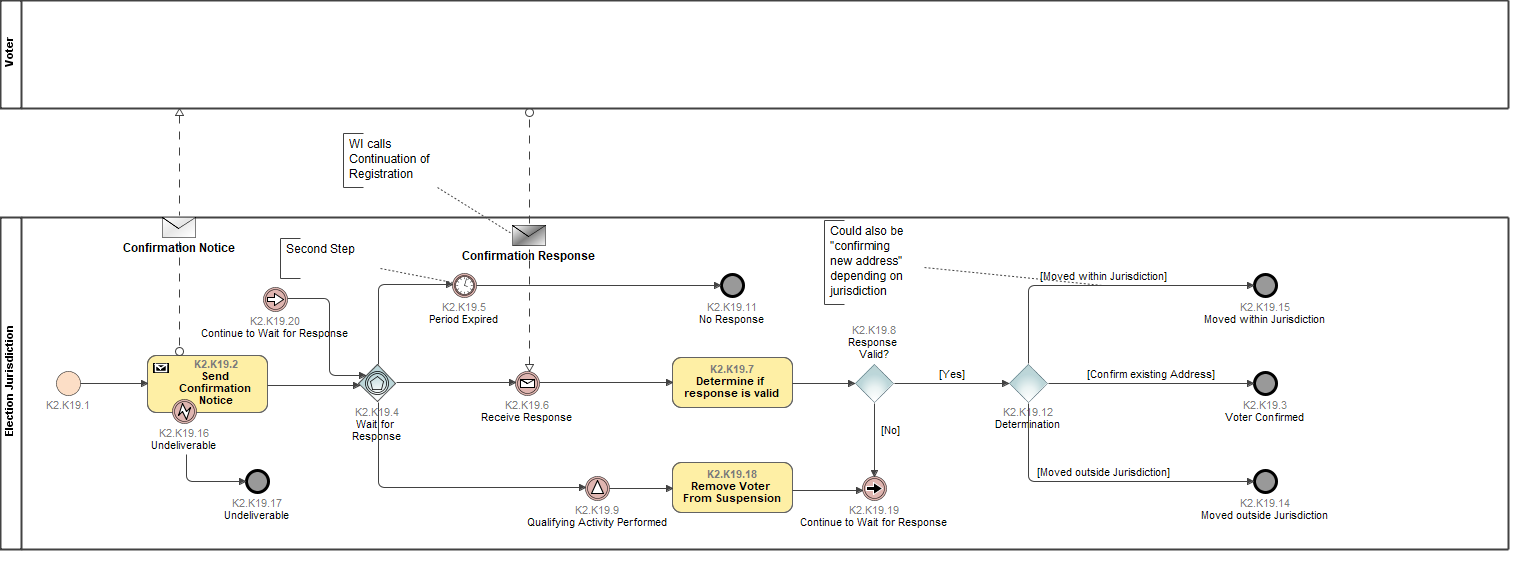 Voter
WI calls
Continuation of
Registration
Election Jurisdiction
Confirmation Notice
Second Step
Confirmation Response
Could also be
"confirming
new address"
depending on
jurisdiction
[Moved within Jurisdiction]
K2.K19.20
Continue to Wait for Response
K2.K19.5
Period Expired
K2.K19.11
No Response
K2.K19.15
Moved within Jurisdiction
K2.K19.8
Response
Valid?
K2.K19.1
K2.K19.2
Send
Confirmation
Notice
K2.K19.4
Wait for
Response
K2.K19.6
Receive Response
K2.K19.7
Determine if
response is valid
[Yes]
[No]
K2.K19.12
Determination
[Confirm existing Address]
K2.K19.3
Voter Confirmed
K2.K19.16
Undeliverable
K2.K19.17
Undeliverable
K2.K19.9
Qualifying Activity Performed
K2.K19.18
Remove Voter
From Suspension
K2.K19.19
Continue to Wait for Response
[Moved outside Jurisdiction]
K2.K19.14
Moved outside Jurisdiction